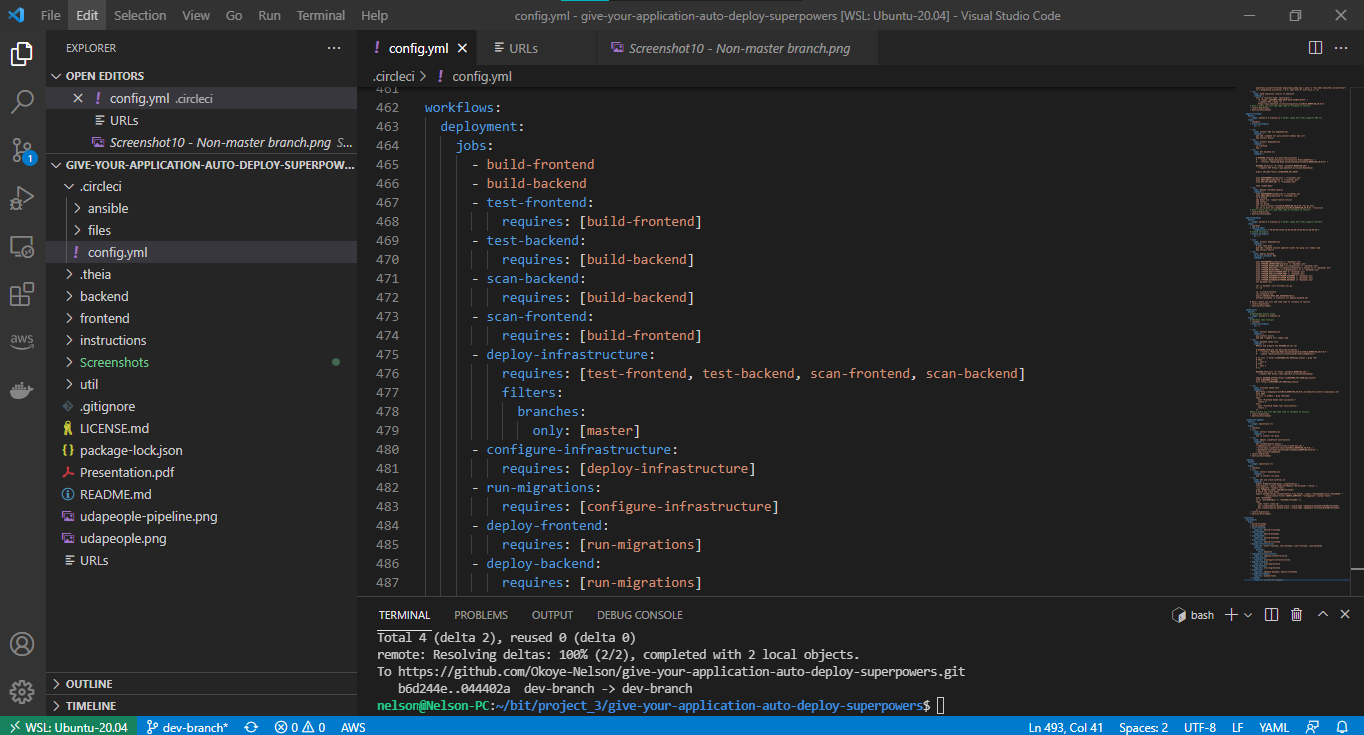 File Edit Selection View Go Run Terminal Help
config.yml - give-your-application-auto-deploy-superpowers [WSL: Ubuntu-20.04] - Visual Studio Code
EXPLORER
OPEN EDITORS
config.yml .circleci
URLs
Screenshot10 - Non-master branch.png S...
GIVE-YOUR-APPLICATION-AUTO-DEPLOY-SUPERPOW...
.circleci
ansible
files
config.yml
.theia
backend
frontend
instructions
Screenshots
util
.gitignore
LICENSE.md
package-lock.json
Presentation.pdf
README.md
udapeople-pipeline.png
udapeople.png
URLs
OUTLINE
TIMELINE
1
aws
config.yml
URLs
Screenshot10 - Non-master branch.png
.circleci > config.yml
461
462 workflows:
463 deployment:
464 jobs:
465 - build-frontend
466 - build-backend
467 - test-frontend:
468 requires: [build-frontend]
469 - test-backend:
470 requires: [build-backend]
471 - scan-backend:
472 requires: [build-backend]
473 - scan-frontend:
474 requires: [build-frontend]
475 - deploy-infrastructure:
476 requires: [test-frontend, test-backend, scan-frontend, scan-backend]
477 filters:
478 branches:
479 only: [master]
480 - configure-infrastructure:
481 requires: [deploy-infrastructure]
482 - run-migrations:
483 requires: [configure-infrastructure]
484 - deploy-frontend:
485 requires: [run-migrations]
486 - deploy-backend:
487 requires: [run-migrations]
TERMINAL PROBLEMS OUTPUT DEBUG CONSOLE
bash
Total 4 (delta 2), reused 0 (delta 0)
remote: Resolving deltas: 100% (2/2), completed with 2 local objects.
To https://github.com/Okoye-Nelson/give-your-application-auto-deploy-superpowers.git
b6d244e..044402a dev-branch -> dev-branch
nelson@Nelson-PC:~/bit/project_3/give-your-application-auto-deploy-superpowers$
WSL: Ubuntu-20.04 dev-branch* 0 0 AWS
Ln 493, Col 41 Spaces: 2 UTF-8 LF YAML